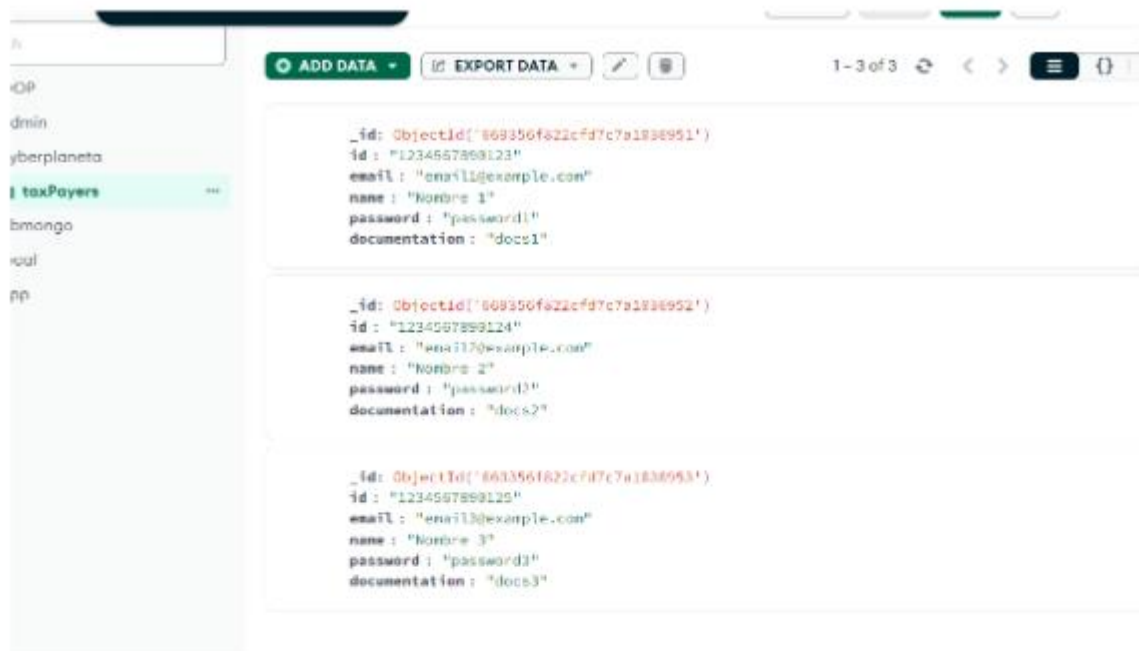 OP
dmin
yberplaneta
taxPayers
bmongo
ocal
pp
ADD DATA
EXPORT DATA
1-3 of 3
{}
_id: ObjectId('668356f822cfd7c7a1838951')
id : "1234567890123"
email : "email1@example.com"
name : "Nombre 1"
password : "password1"
documentation : "docs1"
_id: ObjectId('668356f822cfd7c7a1838952')
id : "1234567890124"
email : "email2@example.com"
name : "Nombre 2"
password : "password2"
documentation : "docs2"
_id: ObjectId('668356f822cfd7c7a1838953')
id : "1234567890125"
email : "email3@example.com"
name : "Nombre 3"
password : "password3"
documentation : "docs3"